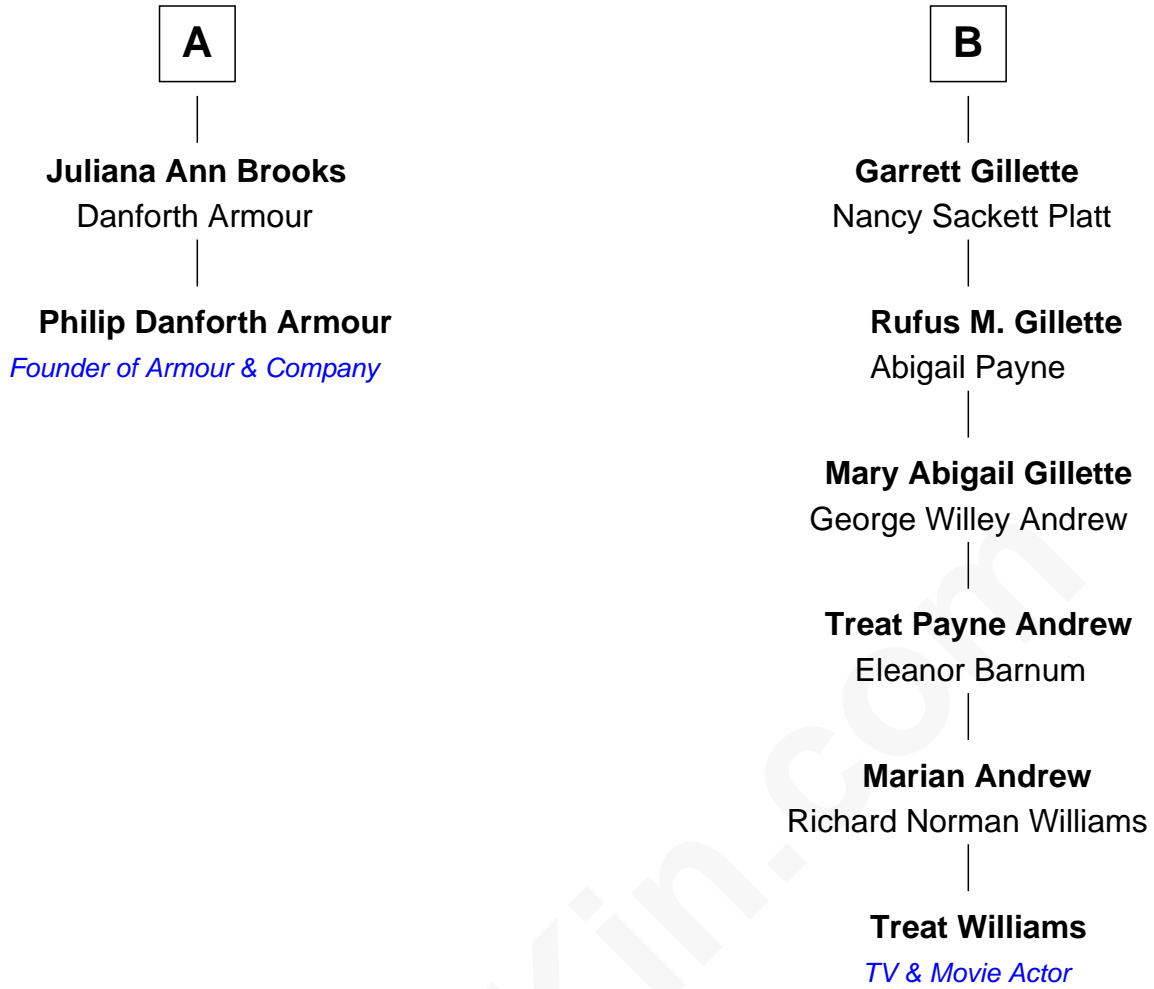 A
Juliana Ann Brooks
Danforth Armour
Philip Danforth Armour
Founder of Armour & Company
B
Garrett Gillette
Nancy Sackett Platt
Rufus M. Gillette
Abigail Payne
Mary Abigail Gillette
George Willey Andrew
Treat Payne Andrew
Eleanor Barnum
Marian Andrew
Richard Norman Williams
Treat Williams
TV & Movie Actor